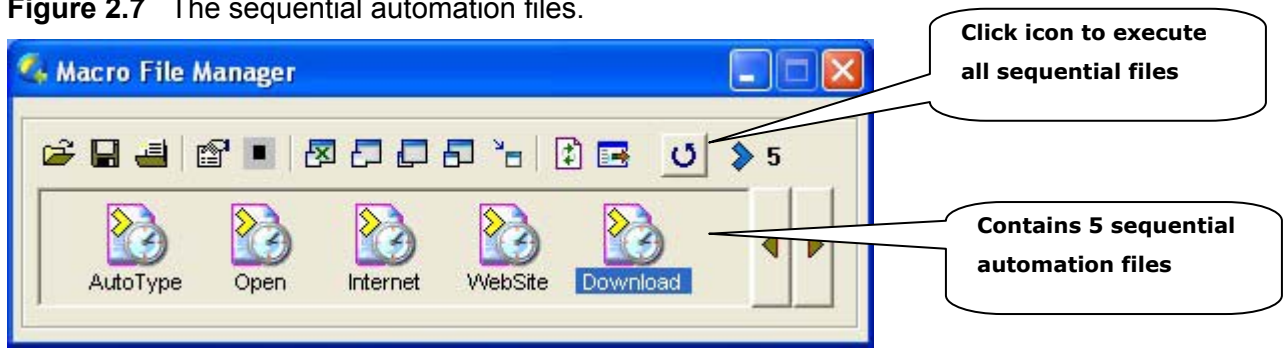 Figure 2.7 The sequential automation files.
Click icon to execute
all sequential files
Macro File Manager
5
Contains 5 sequential
automation files
AutoType
Open
Internet
WebSite
Download